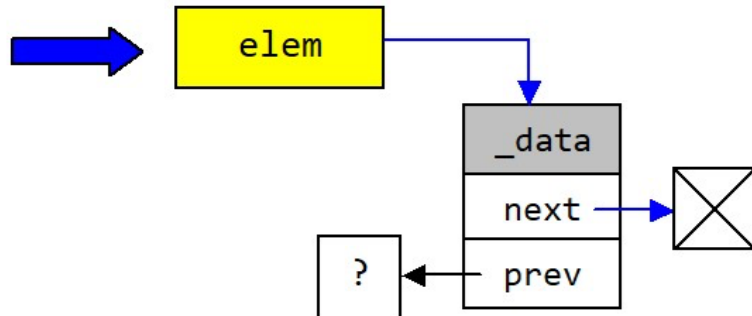 elem
_data
next
?
prev